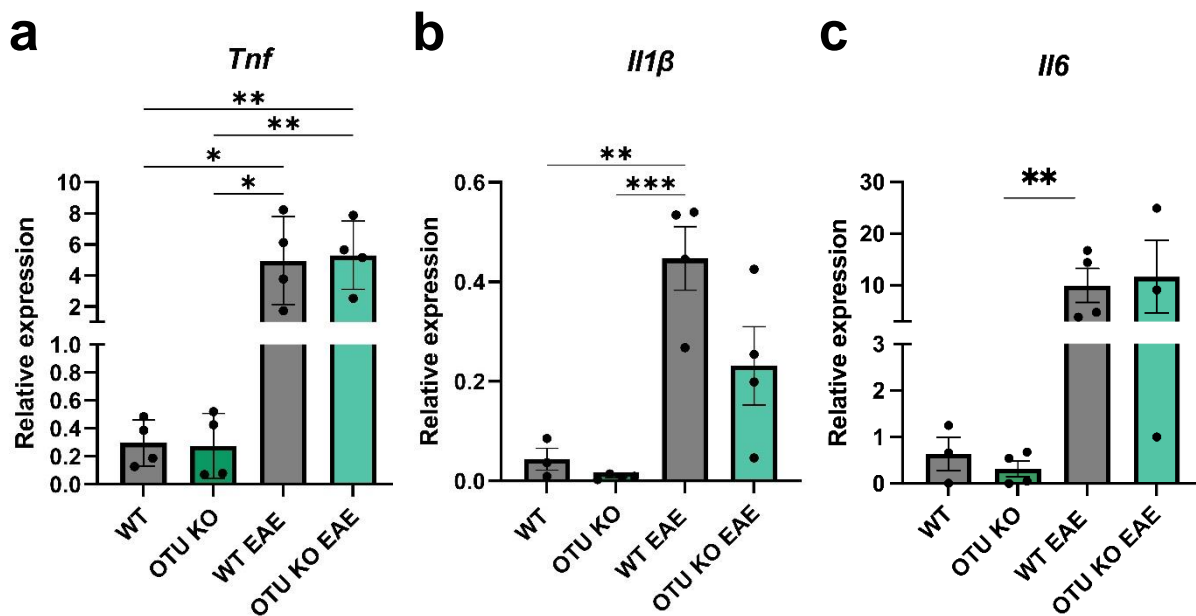 a
Tnf
**
**
*
*
Relative expression
10
8
6
4
2
1.0
0.8
0.6
0.4
0.2
0.0
WT
OTU KO
WT EAE
OTU KO EAE
b
Il1β
**
***
Relative expression
0.6
0.4
0.2
0.0
WT
OTU KO
WT EAE
OTU KO EAE
c
Il6
**
Relative expression
30
20
10
3
2
1
0
WT
OTU KO
WT EAE
OTU KO EAE